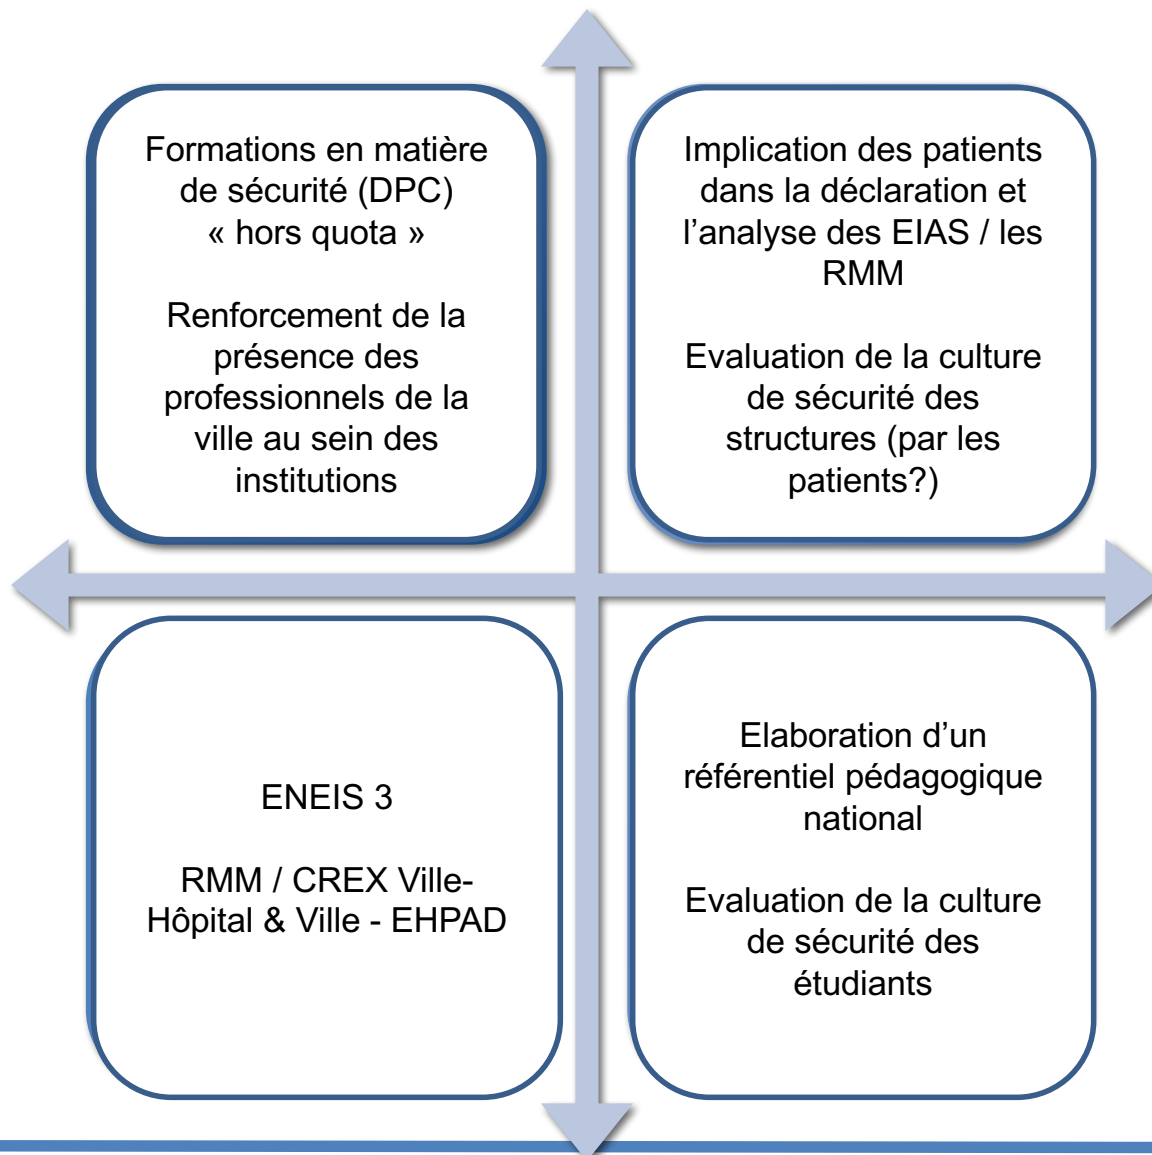 Formations en matière
de sécurité (DPC)
« hors quota »
Renforcement de la
présence des
professionnels de la
ville au sein des
institutions
Implication des patients
dans la déclaration et
l’analyse des EIAS / les
RMM
Evaluation de la culture
de sécurité des
structures (par les
patients?)
ENEIS 3
RMM / CREX Ville-
Hôpital & Ville - EHPAD
Elaboration d’un
référentiel pédagogique
national
Evaluation de la culture
de sécurité des
étudiants